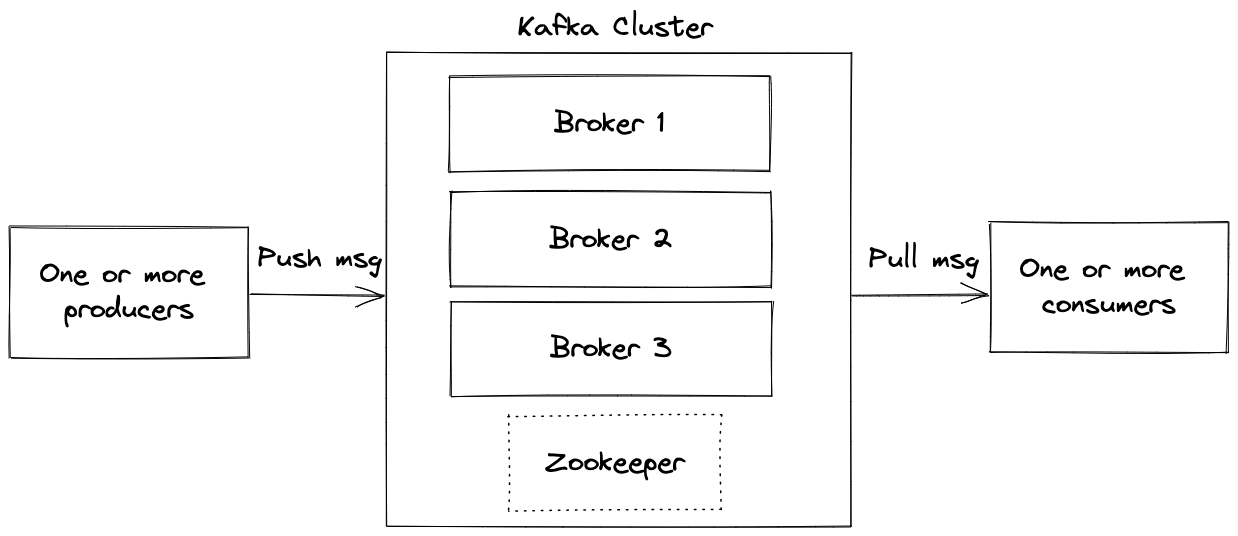 Kafka Cluster
Broker 1
Broker 2
Broker 3
Zookeeper
One or more
producers
Push msg
Pull msg
One or more
consumers